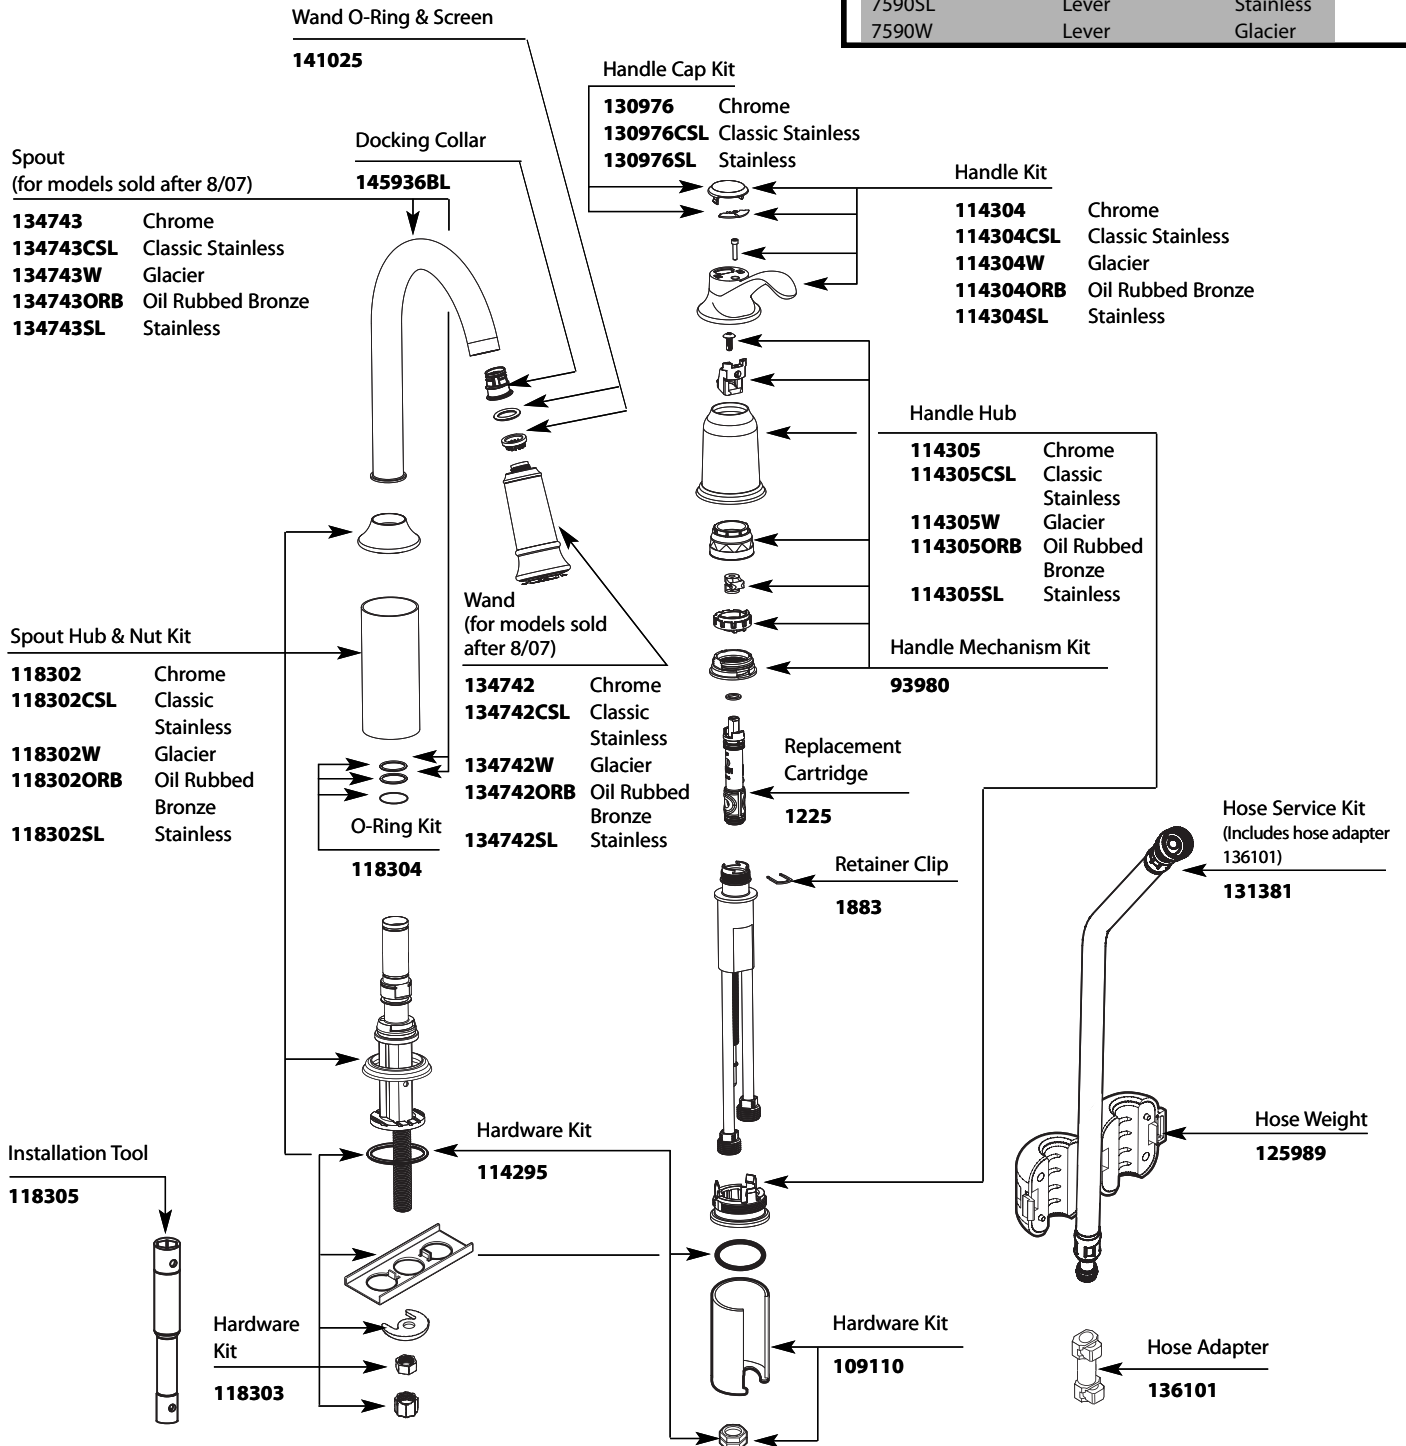 7590SL Lever Stainless
7590W Lever Glacier
Wand O-Ring & Screen
141025
Handle Cap Kit
130976 Chrome
130976CSL Classic Stainless
130976SL Stainless
Docking Collar
145936BL
Spout
(for models sold after 8/07)
134743 Chrome
134743CSL Classic Stainless
134743W Glacier
134743ORB Oil Rubbed Bronze
134743SL Stainless
Handle Kit
114304 Chrome
114304CSL Classic Stainless
114304W Glacier
114304ORB Oil Rubbed Bronze
114304SL Stainless
Handle Hub
114305 Chrome
114305CSL Classic
Stainless
114305W Glacier
114305ORB Oil Rubbed
Bronze
114305SL Stainless
Handle Mechanism Kit
93980
Wand
(for models sold
after 8/07)
134742 Chrome
134742CSL Classic
Stainless
134742W Glacier
134742ORB Oil Rubbed
Bronze
134742SL Stainless
Spout Hub & Nut Kit
118302 Chrome
118302CSL Classic
Stainless
118302W Glacier
118302ORB Oil Rubbed
Bronze
118302SL Stainless
O-Ring Kit
118304
Replacement
Cartridge
1225
Retainer Clip
1883
Hose Service Kit
(Includes hose adapter
136101)
131381
Hose Weight
125989
Hardware Kit
114295
Installation Tool
118305
Hardware
Kit
118303
Hardware Kit
109110
Hose Adapter
136101